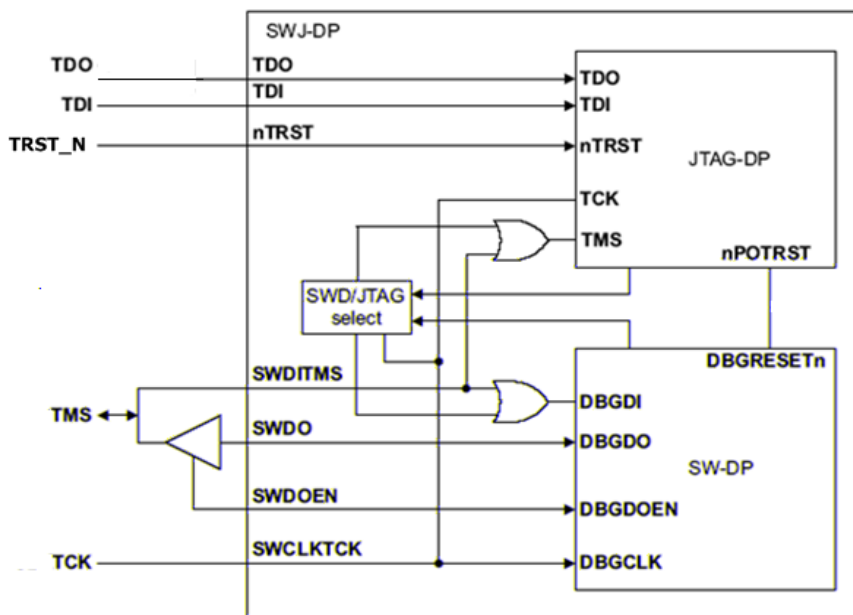 SWJ-DP
TDO
TDO
TDO
TDI
TDI
TDI
TRST_N
nTRST
nTRST
JTAG-DP
TCK
TMS
nPOTRST
SWD/JTAG
select
DBGRESETn
SWDITMS
DBGDI
TMS
SWDO
DBGDO
SW-DP
SWDOEN
DBGDOEN
TCK
SWCLKTCK
DBGCLK